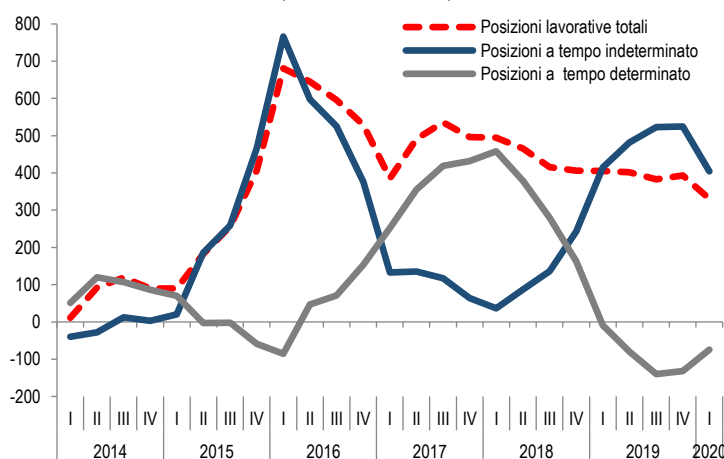 800
700
600
500
400
300
200
100
0
-100
-200
Posizioni lavorative totali
Posizioni a tempo indeterminato
Posizioni a  tempo determinato
I II III IV I II III IV I II III IV I II III IV I II III IV I II III IV I
2014 2015 2016 2017 2018 2019 2020